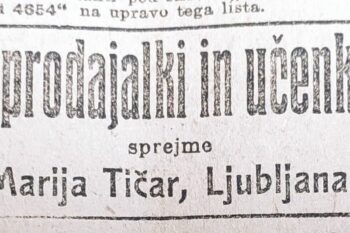 4654" na upravo tega lista.
prodajalki in učenk
sprejme
Marija Tičar, Ljubljana